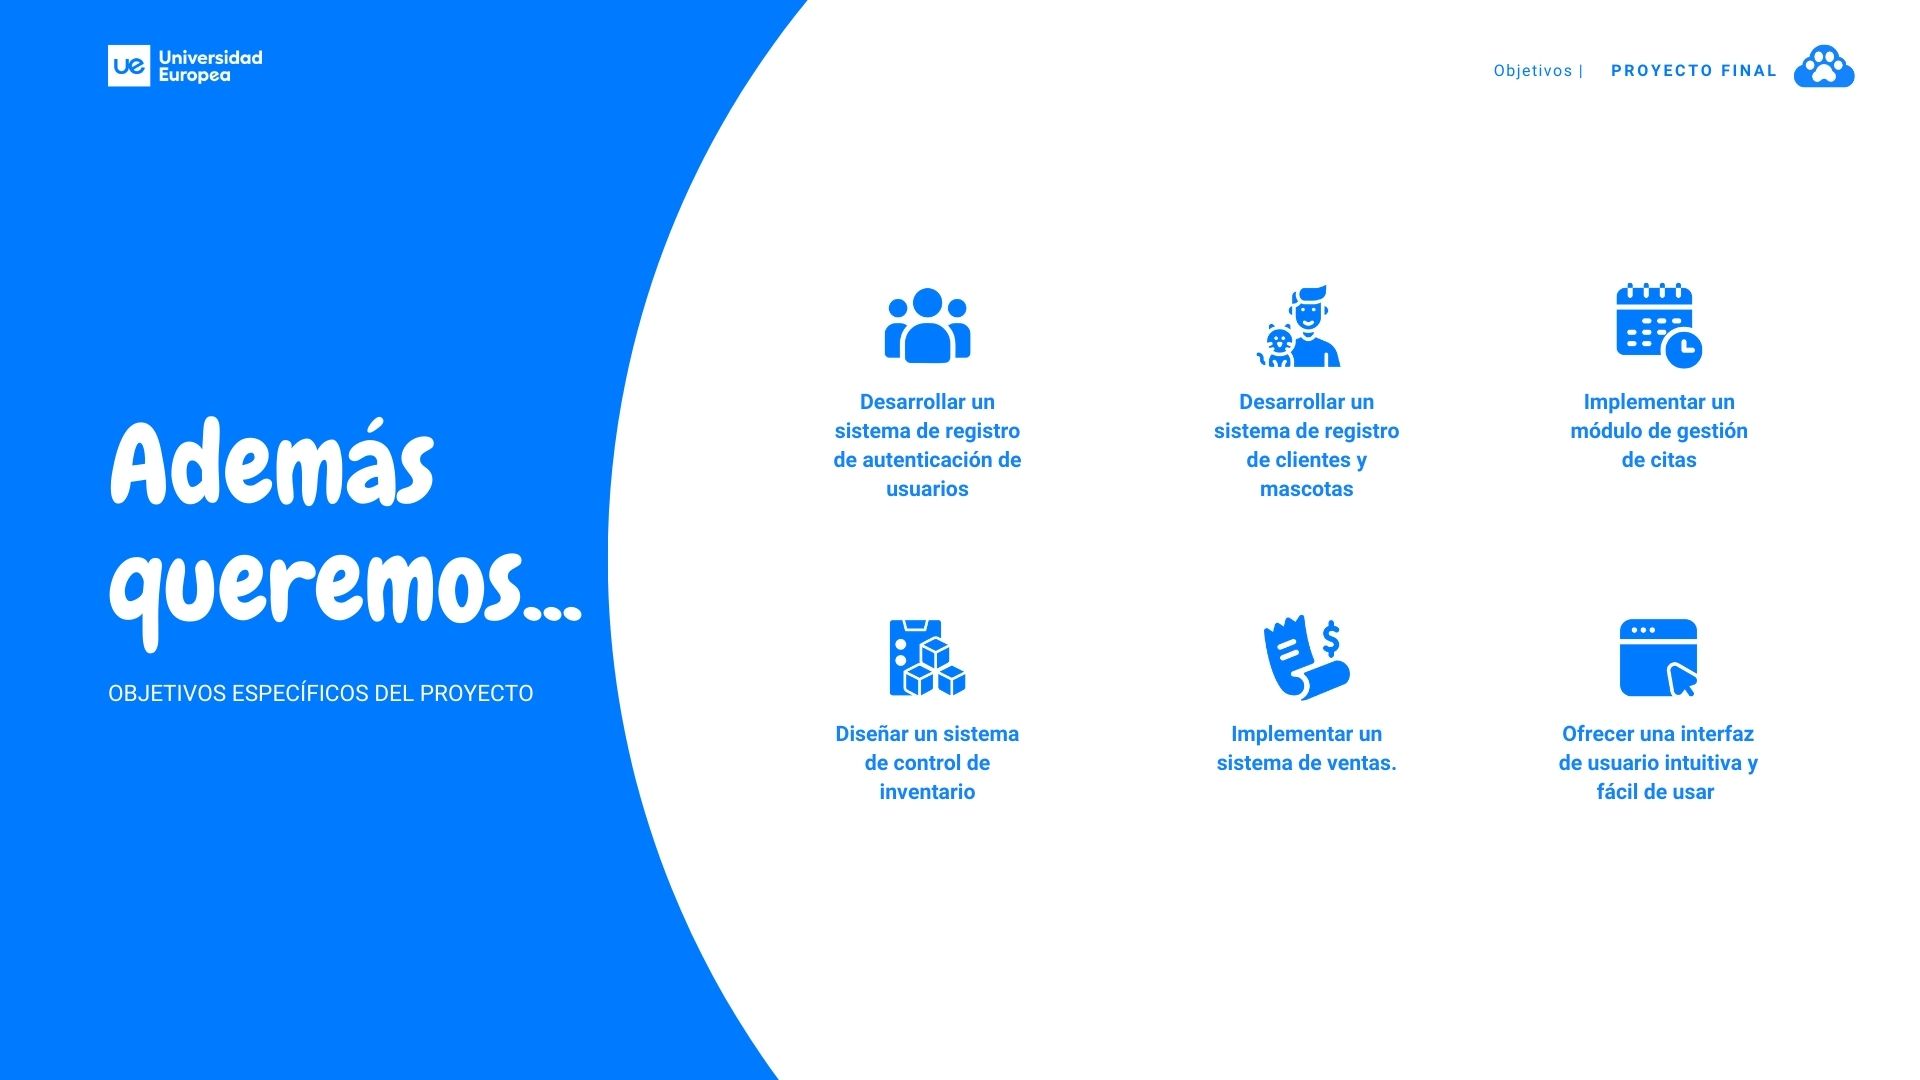 ue Universidad
Europea
Objetivos | PROYECTO FINAL
Además
queremos...
OBJETIVOS ESPECÍFICOS DEL PROYECTO
Desarrollar un
sistema de registro
de autenticación de
usuarios
Desarrollar un
sistema de registro
de clientes y
mascotas
Implementar un
módulo de gestión
de citas
Diseñar un sistema
de control de
inventario
$
Implementar un
sistema de ventas.
Ofrecer una interfaz
de usuario intuitiva y
fácil de usar